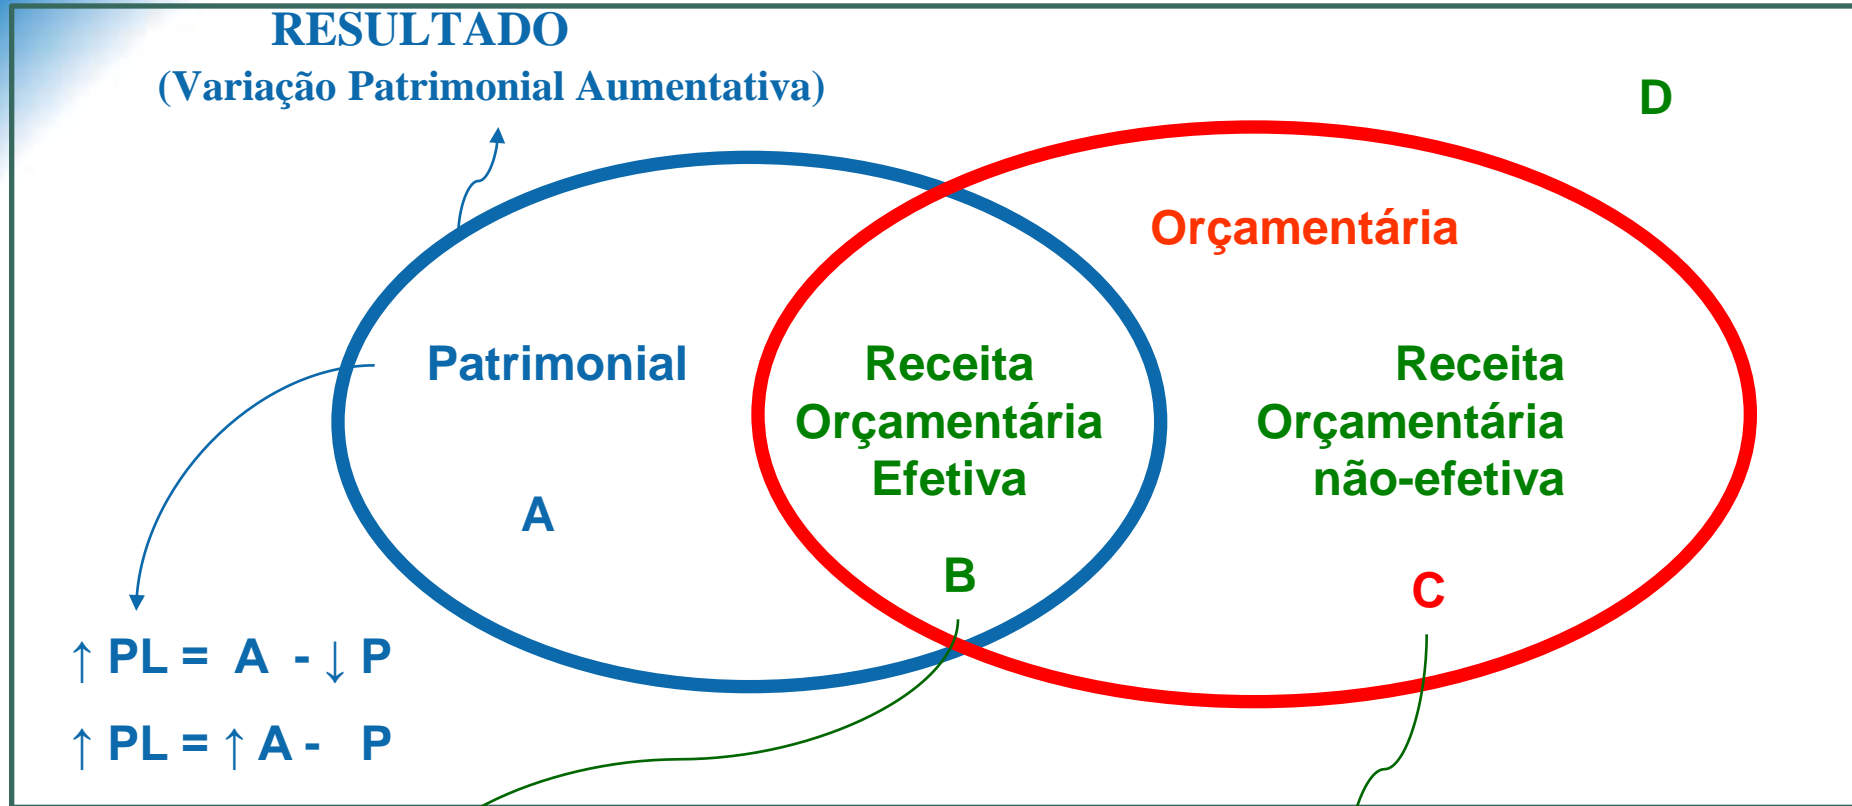 RESULTADO
(Variação Patrimonial Aumentativa)
D
Orçamentária
Patrimonial
A
Receita
Orçamentária
Efetiva
B
Receita
Orçamentária
não-efetiva
C
↑ PL = A - ↓ P
↑ PL = ↑ A - P